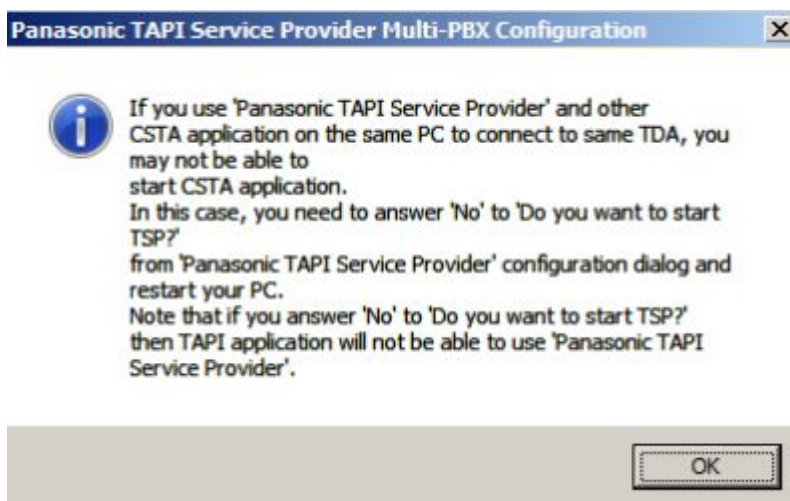 Panasonic TAPI Service Provider Multi-PBX Configuration
If you use 'Panasonic TAPI Service Provider' and other
CSTA application on the same PC to connect to same TDA, you
may not be able to
start CSTA application.
In this case, you need to answer 'No' to 'Do you want to start
TSP?'
from 'Panasonic TAPI Service Provider' configuration dialog and
restart your PC.
Note that if you answer 'No' to 'Do you want to start TSP?'
then TAPI application will not be able to use 'Panasonic TAPI
Service Provider'.
OK